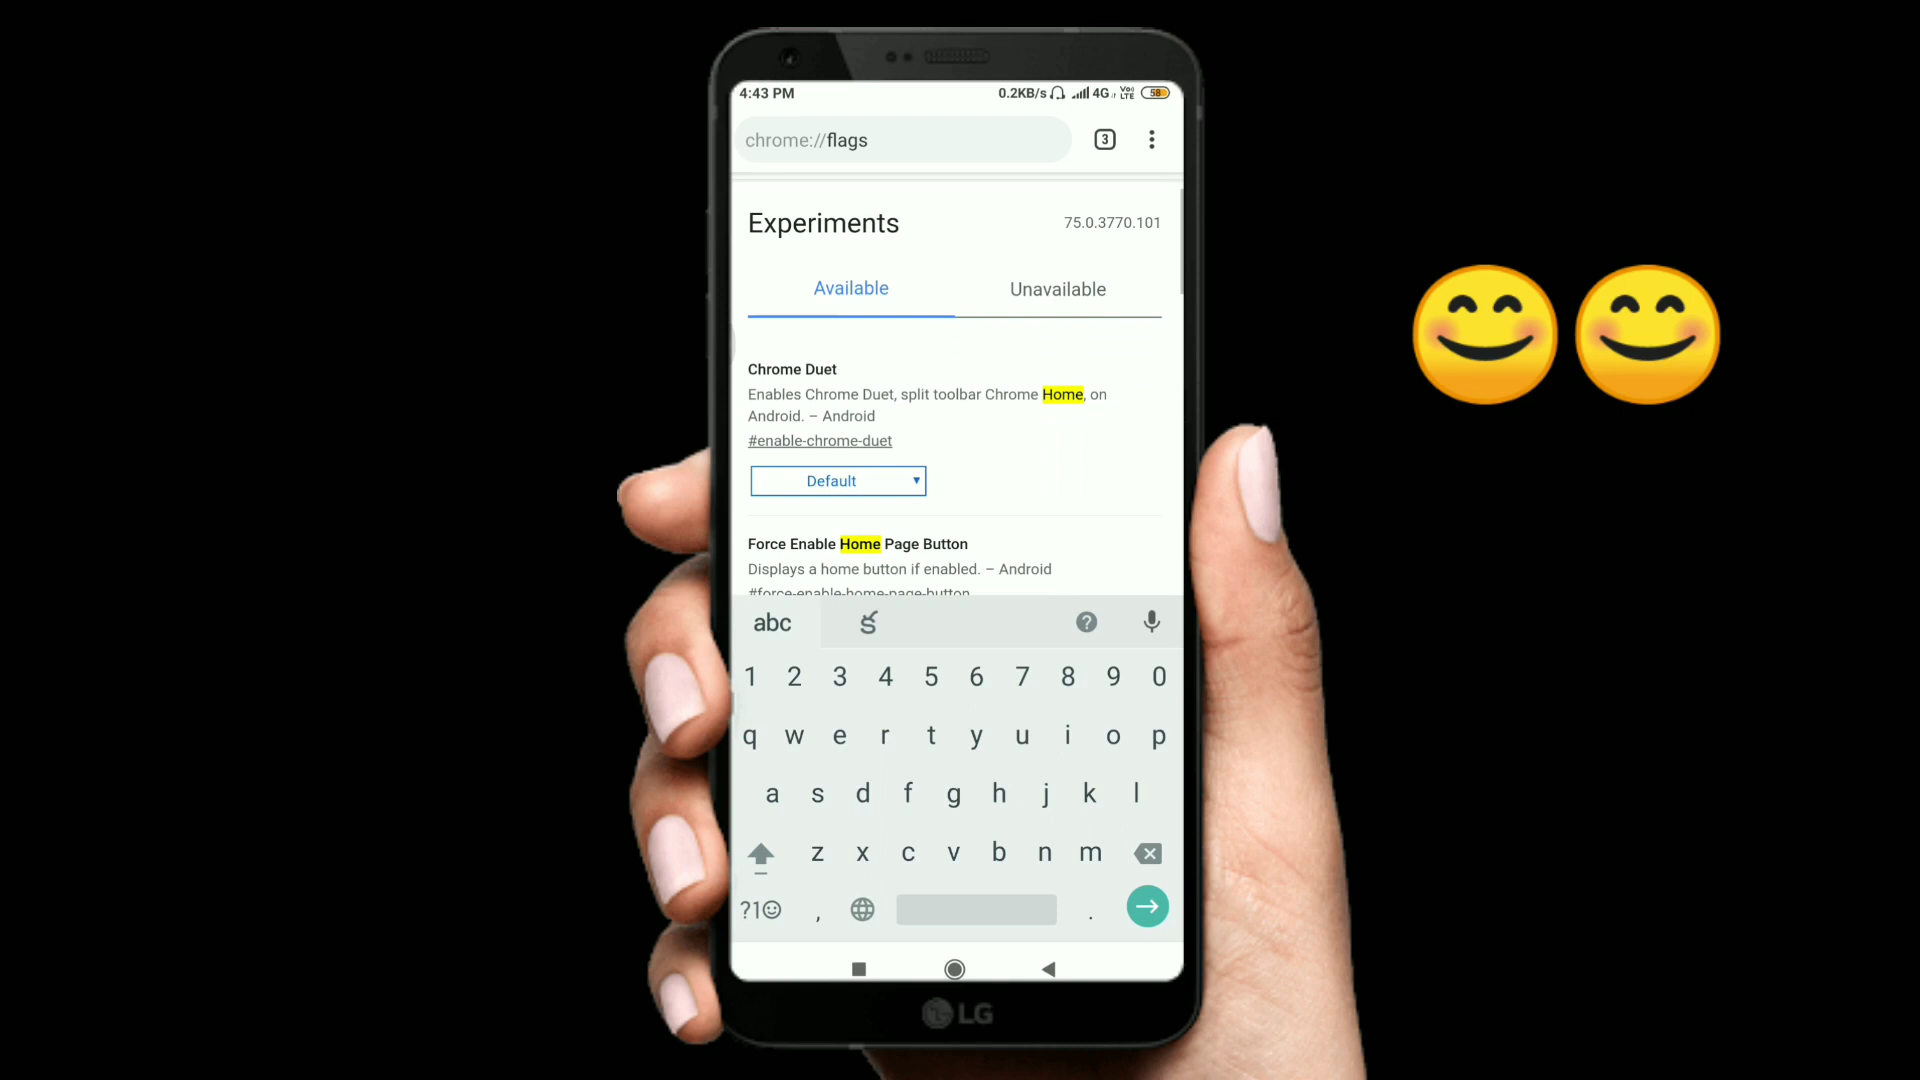 4:43 PM
0.2KB/s 4G Vo) LTE 58
chrome://flags
3
Experiments
75.0.3770.101
Available
Unavailable
Chrome Duet
Enables Chrome Duet, split toolbar Chrome Home, on
Android. – Android
#enable-chrome-duet
Default
Force Enable Home Page Button
Displays a home button if enabled. – Android
#force-enable-home-page-button
abc క
1 2 3 4 5 6 7 8 9 0
q w e r t y u i o p
a s d f g h j k l
z x c v b n m
?1☺ , .
LG